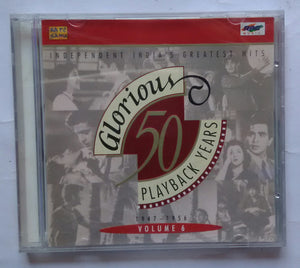 INDEPENDENT INDIA'S GREATEST HITS
Glorious
50
PLAYBACK YEARS
1947-1956
VOLUME 6